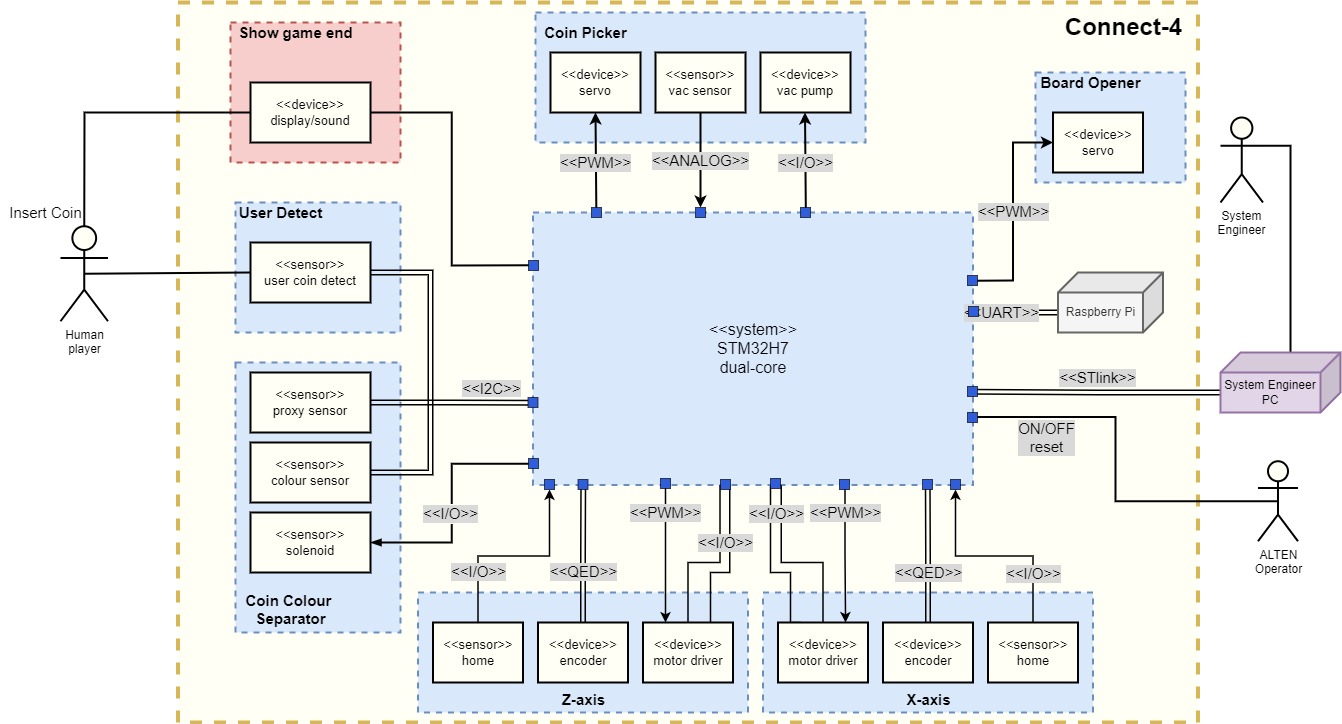 Connect-4
Show game end
<<device>>
display/sound
Coin Picker
<<device>>
servo
<<sensor>>
vac sensor
<<device>>
vac pump
<<PWM>>
<<ANALOG>>
<<I/O>>
Board Opener
<<device>>
servo
<<PWM>>
System
Engineer
Insert Coin
Human
player
User Detect
<<sensor>>
user coin detect
<<system>>
STM32H7
dual-core
<<UART>>
Raspberry Pi
<<STlink>>
System Engineer
PC
ON/OFF
reset
ALTEN
Operator
<<sensor>>
proxy sensor
<<I2C>>
<<sensor>>
colour sensor
<<sensor>>
solenoid
<<I/O>>
Coin Colour
Separator
<<I/O>>
<<QED>>
<<PWM>>
<<I/O>>
<<I/O>>
<<PWM>>
<<QED>>
<<I/O>>
<<sensor>>
home
<<device>>
encoder
<<device>>
motor driver
Z-axis
<<device>>
motor driver
<<device>>
encoder
<<sensor>>
home
X-axis